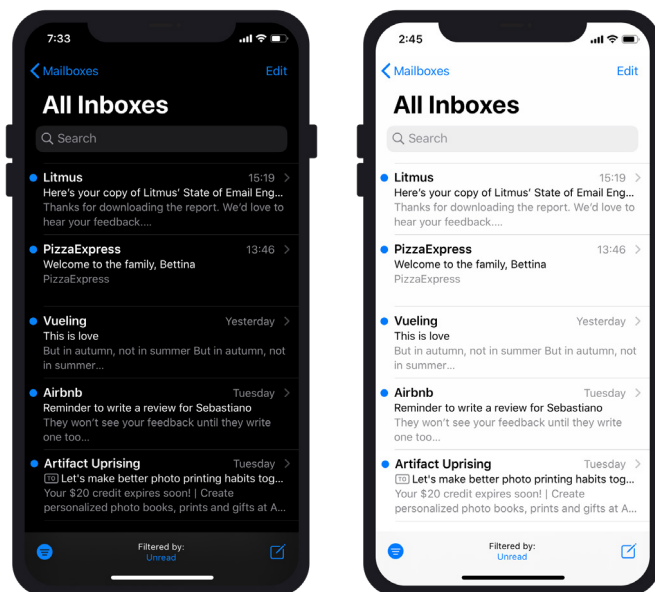 7:33
Mailboxes Edit
All Inboxes
Search
Litmus 15:19
Here's your copy of Litmus' State of Email Eng...
Thanks for downloading the report. We'd love to
hear your feedback....
PizzaExpress 13:46
Welcome to the family, Bettina
PizzaExpress
Vueling Yesterday
This is love
But in autumn, not in summer But in autumn, not
in summer...
Airbnb Tuesday
Reminder to write a review for Sebastiano
They won't see your feedback until they write
one too...
Artifact Uprising Tuesday
TO Let's make better photo printing habits tog...
Your $20 credit expires soon! | Create
personalized photo books, prints and gifts at A...
Filtered by:
Unread
2:45
Mailboxes Edit
All Inboxes
Search
Litmus 15:19
Here's your copy of Litmus' State of Email Eng...
Thanks for downloading the report. We'd love to
hear your feedback....
PizzaExpress 13:46
Welcome to the family, Bettina
PizzaExpress
Vueling Yesterday
This is love
But in autumn, not in summer But in autumn, not
in summer...
Airbnb Tuesday
Reminder to write a review for Sebastiano
They won't see your feedback until they write
one too...
Artifact Uprising Tuesday
TO Let's make better photo printing habits tog...
Your $20 credit expires soon! | Create
personalized photo books, prints and gifts at A...
Filtered by:
Unread